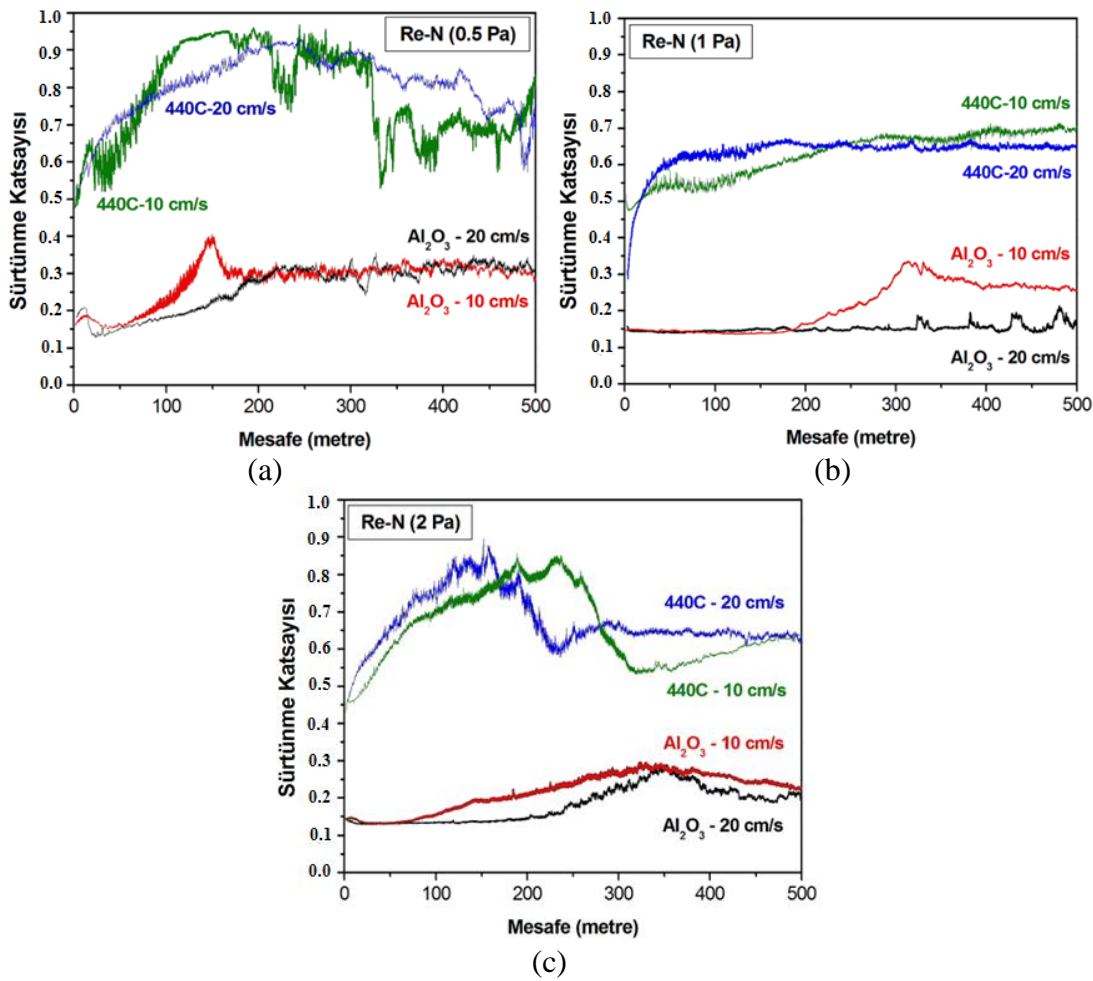 Re-N (0.5 Pa)
Sürtünme Katsayısı
1.0
0.9
0.8
0.7
0.6
0.5
0.4
0.3
0.2
0.1
0.0
440C-20 cm/s
440C-10 cm/s
Al₂O₃ - 20 cm/s
Al₂O₃ - 10 cm/s
0 100 200 300 400 500
Mesafe (metre)
(a)
Re-N (1 Pa)
Sürtünme Katsayısı
1.0
0.9
0.8
0.7
0.6
0.5
0.4
0.3
0.2
0.1
0.0
440C-10 cm/s
440C-20 cm/s
Al₂O₃ - 10 cm/s
Al₂O₃ - 20 cm/s
0 100 200 300 400 500
Mesafe (metre)
(b)
Re-N (2 Pa)
Sürtünme Katsayısı
1.0
0.9
0.8
0.7
0.6
0.5
0.4
0.3
0.2
0.1
0.0
440C - 20 cm/s
440C - 10 cm/s
Al₂O₃ - 10 cm/s
Al₂O₃ - 20 cm/s
0 100 200 300 400 500
Mesafe (metre)
(c)